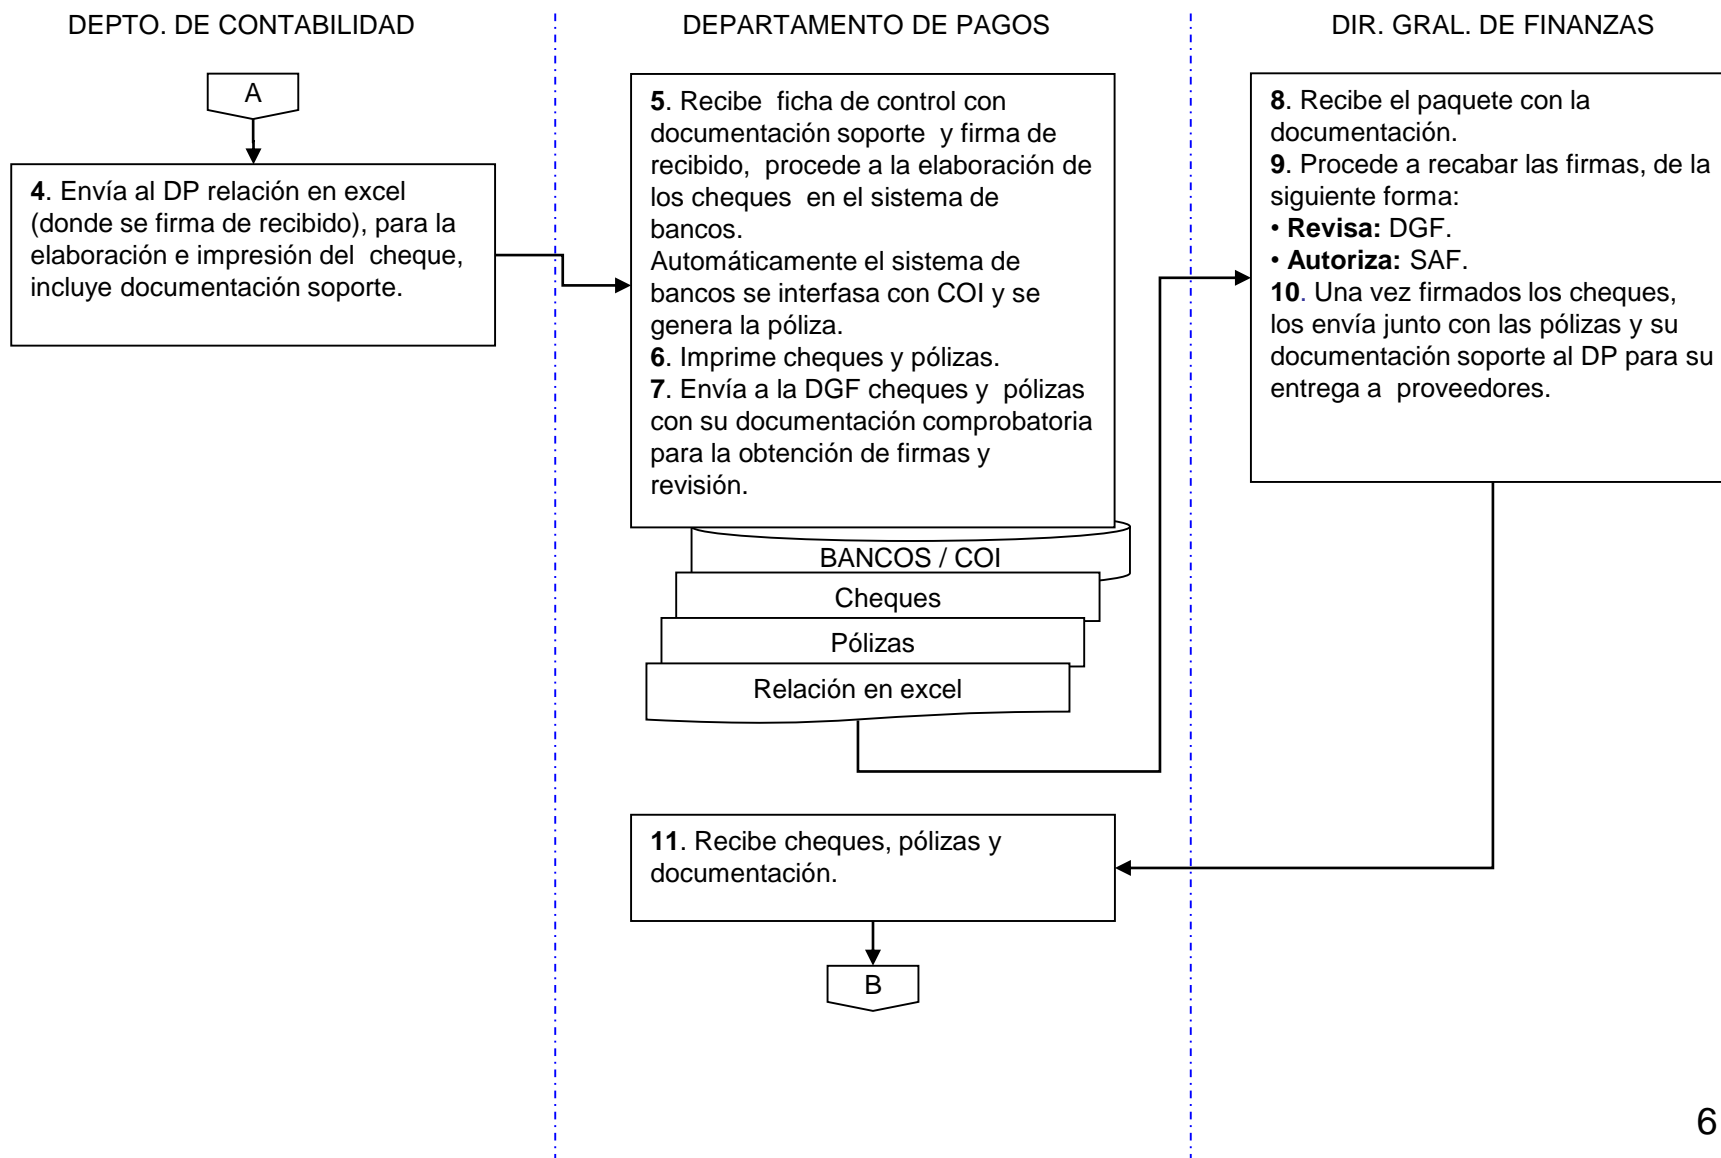 DEPTO. DE CONTABILIDAD
DEPARTAMENTO DE PAGOS
DIR. GRAL. DE FINANZAS
A
4. Envía al DP relación en excel
(donde se firma de recibido), para la
elaboración e impresión del  cheque,
incluye documentación soporte.
5. Recibe  ficha de control con
documentación soporte  y firma de
recibido,  procede a la elaboración de
los cheques  en el sistema de
bancos.
Automáticamente el sistema de
bancos se interfasa con COI y se
genera la póliza.
6. Imprime cheques y pólizas.
7. Envía a la DGF cheques y  pólizas
con su documentación comprobatoria
para la obtención de firmas y
revisión.
BANCOS / COI
Cheques
Pólizas
Relación en excel
8. Recibe el paquete con la
documentación.
9. Procede a recabar las firmas, de la
siguiente forma:
• Revisa: DGF.
• Autoriza: SAF.
10. Una vez firmados los cheques,
los envía junto con las pólizas y su
documentación soporte al DP para su
entrega a  proveedores.
11. Recibe cheques, pólizas y
documentación.
B
6